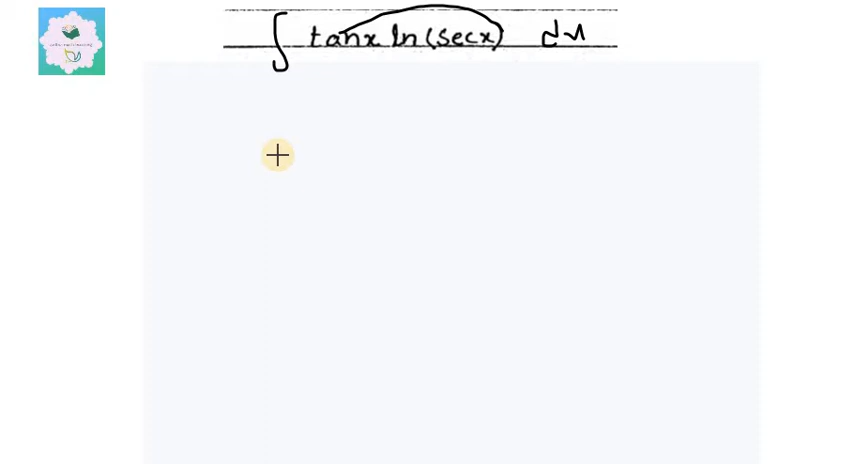 ∫ tanx ln(secx) dx